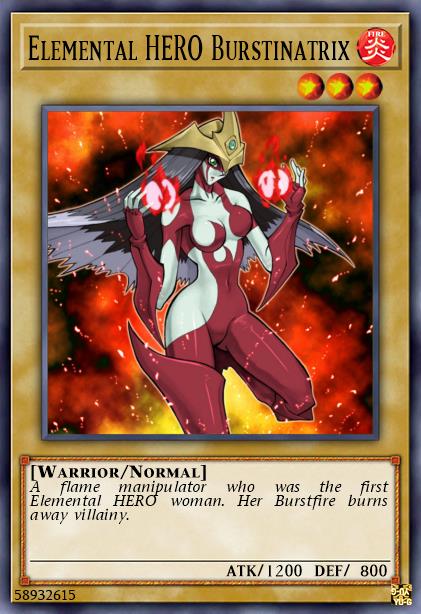 Elemental HERO Burstinatrix
FIRE
炎
[Warrior/Normal]
A flame manipulator who was the first
Elemental HERO woman. Her Burstfire burns
away villainy.
ATK/1200 DEF/ 800
58932615